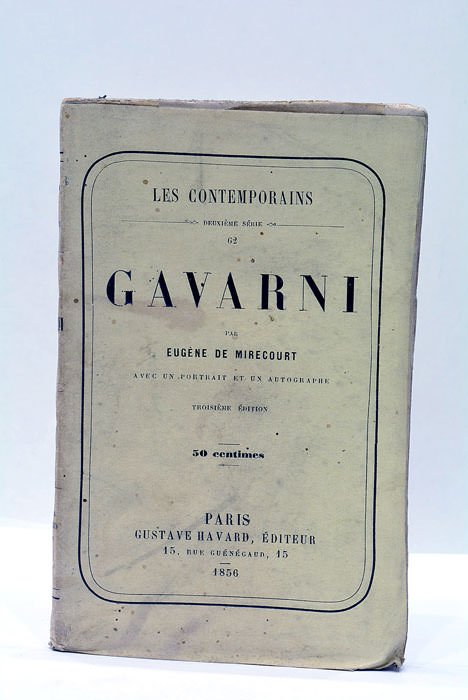 LES CONTEMPORAINS
DEUXIÈME SÉRIE
62
GAVARNI
PAR
EUGÈNE DE MIRECOURT
AVEC UN PORTRAIT ET UN AUTOGRAPHE
TROISIÈME ÉDITION
50 centimes
PARIS
GUSTAVE HAVARD, ÉDITEUR
15, RUE GUÉNÉGAUD, 15
1856